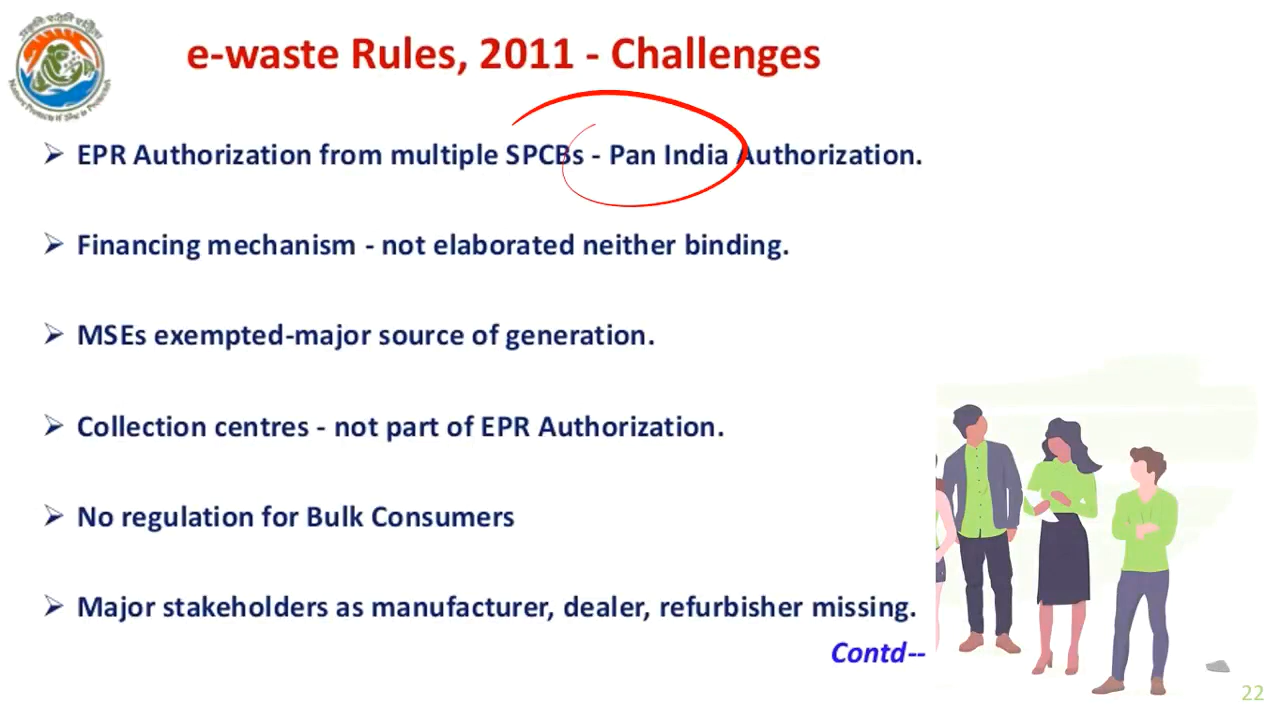 e-waste Rules, 2011 - Challenges
➢ EPR Authorization from multiple SPCBs - Pan India Authorization.
➢ Financing mechanism - not elaborated neither binding.
➢ MSEs exempted-major source of generation.
➢ Collection centres - not part of EPR Authorization.
➢ No regulation for Bulk Consumers
➢ Major stakeholders as manufacturer, dealer, refurbisher missing.
Contd--
22